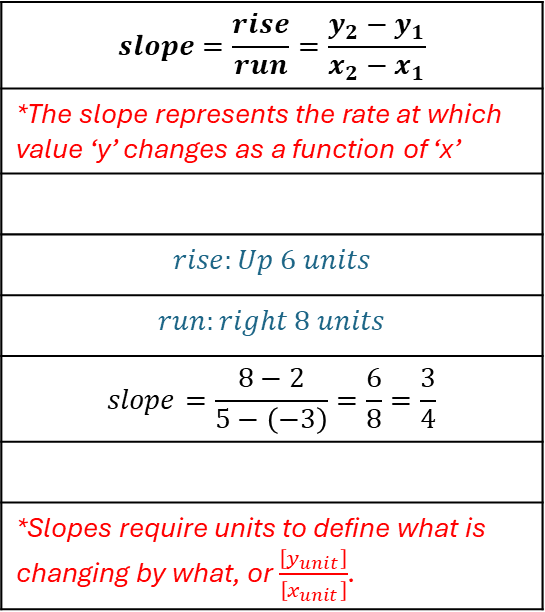 slope = rise/run = (y₂ − y₁)/(x₂ − x₁)
*The slope represents the rate at which
value ‘y’ changes as a function of ‘x’
rise: Up 6 units
run: right 8 units
slope = (8 − 2)/(5 − (−3)) = 6/8 = 3/4
*Slopes require units to define what is
changing by what, or [y_unit]/[x_unit].